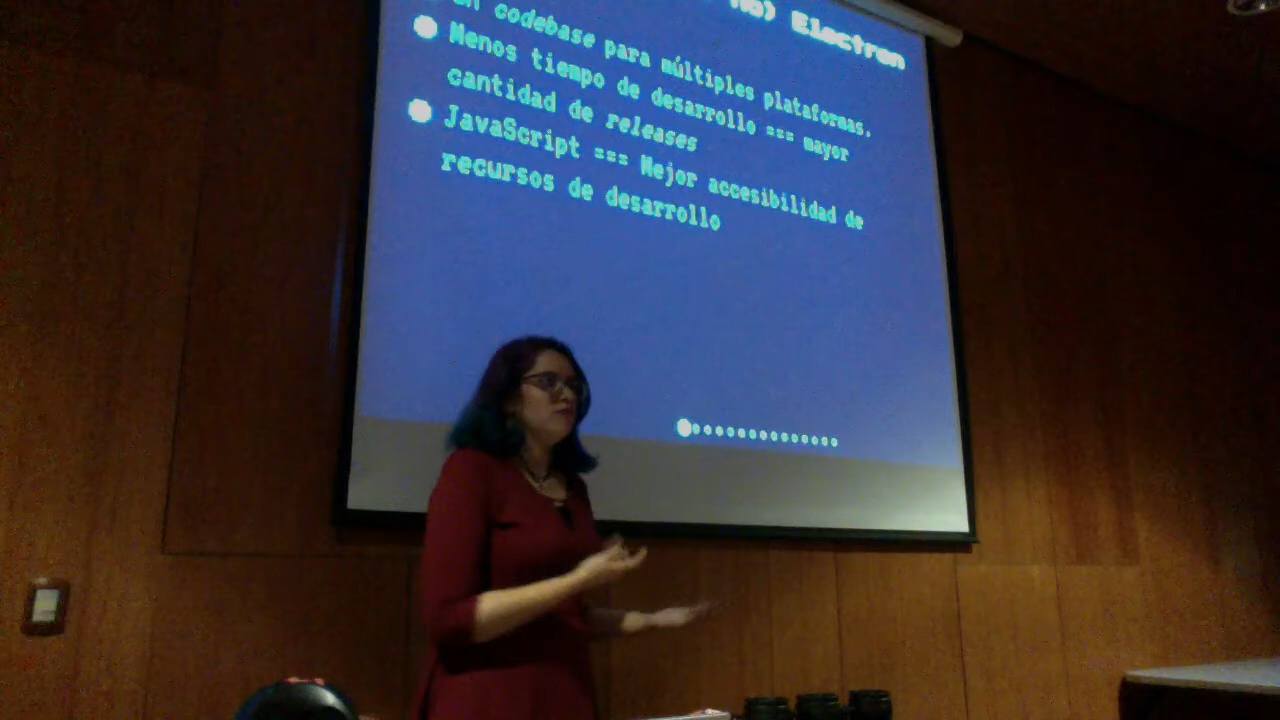 No) Electron
codebase para múltiples plataformas.
Menos tiempo de desarrollo === mayor
cantidad de releases
JavaScript === Mejor accesibilidad de
recursos de desarrollo